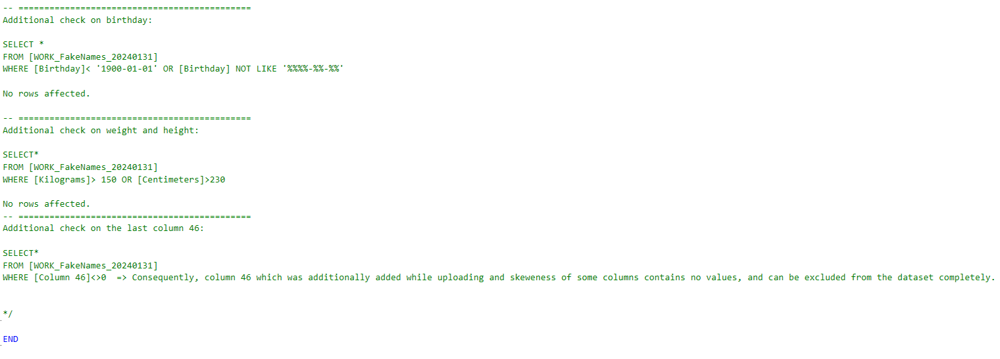 -- =============================================
Additional check on birthday:
SELECT *
FROM [WORK_FakeNames_20240131]
WHERE [Birthday]< '1900-01-01' OR [Birthday] NOT LIKE '%%%%-%%-%%'
No rows affected.
-- =============================================
Additional check on weight and height:
SELECT*
FROM [WORK_FakeNames_20240131]
WHERE [Kilograms]> 150 OR [Centimeters]>230
No rows affected.
-- =============================================
Additional check on the last column 46:
SELECT*
FROM [WORK_FakeNames_20240131]
WHERE [Column 46]<>0  => Consequently, column 46 which was additionally added while uploading and skeweness of some columns contains no values, and can be excluded from the dataset completely.
*/
END